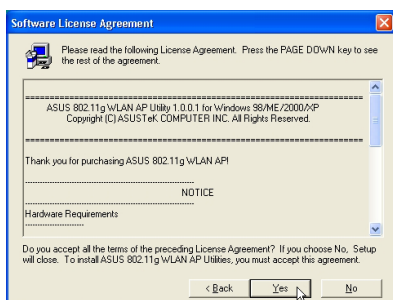 Software License Agreement
Please read the following License Agreement. Press the PAGE DOWN key to see
the rest of the agreement.
================================================================
ASUS 802.11g WLAN AP Utility 1.0.0.1 for Windows 98/ME/2000/XP
Copyright (C) ASUSTeK COMPUTER INC. All Rights Reserved.
================================================================
Thank you for purchasing ASUS 802.11g WLAN AP!
--------------------------------------------------------
NOTICE
--------------------------------------------------------
Hardware Requirements
--------------------
Do you accept all the terms of the preceding License Agreement? If you choose No, Setup
will close. To install ASUS 802.11g WLAN AP Utilities, you must accept this agreement.
< Back Yes No